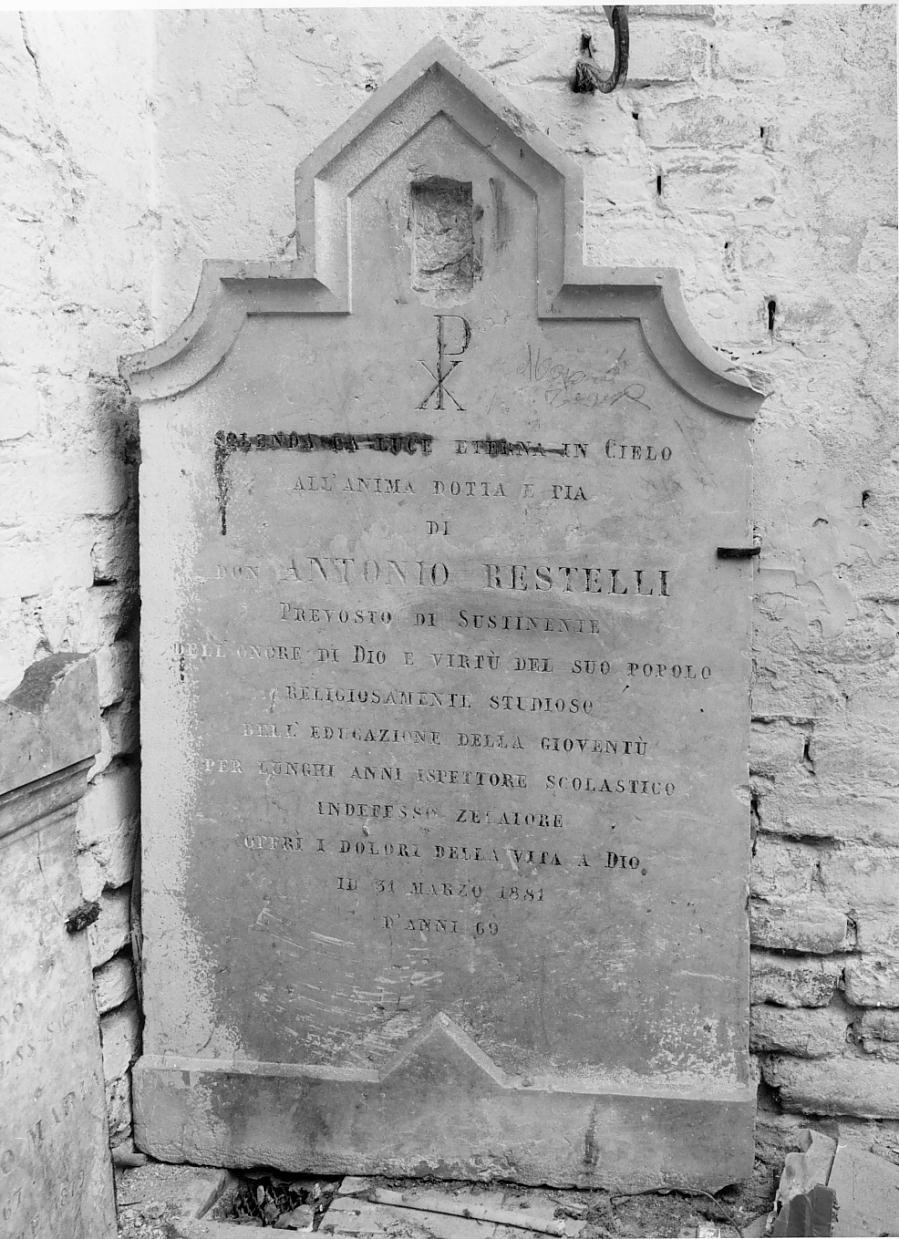 SPLENDA LA LUCE ETERNA IN CIELO
ALL'ANIMA DOTTA E PIA
DI
DON ANTONIO RESTELLI
PREVOSTO DI SUSTINENTE
DELL'ONORE DI DIO E VIRTÙ DEL SUO POPOLO
RELIGIOSAMENTE STUDIOSO
DELL'EDUCAZIONE DELLA GIOVENTÙ
PER LUNGHI ANNI ISPETTORE SCOLASTICO
INDEFESSO ZELATORE
OFFRÌ I DOLORI DELLA VITA A DIO
IL 31 MARZO 1881
D'ANNI 69